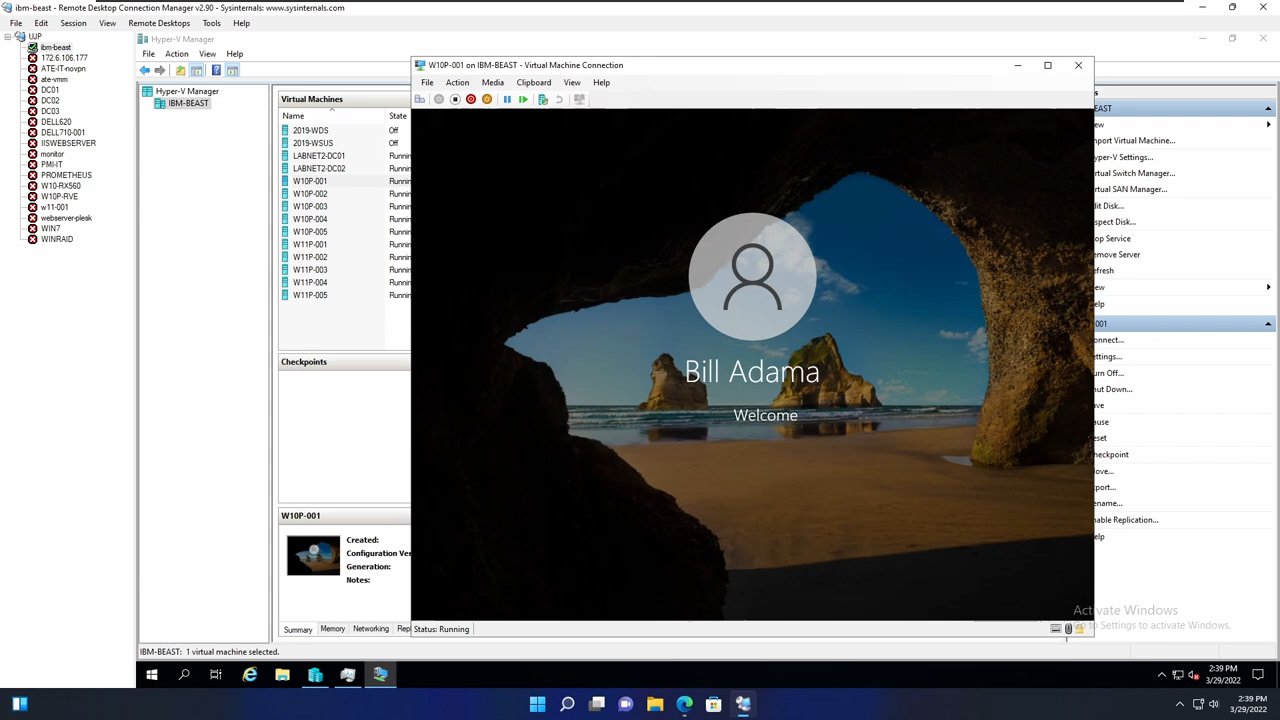 ibm-beast - Remote Desktop Connection Manager v2.90 - Sysinternals: www.sysinternals.com
File Edit Session View Remote Desktops Tools Help
UJP
ibm-beast
172.6.106.177
ATE-IT-novpn
ate-vmm
DC01
DC02
DC03
DELL620
DELL710-001
IISWEBSERVER
monitor
PMI-IT
PROMETHEUS
W10-RX560
W10P-RVE
w11-001
webserver-plesk
WIN7
WINRAID
Hyper-V Manager
File Action View Help
Hyper-V Manager
IBM-BEAST
Virtual Machines
Name State
2019-WDS Off
2019-WSUS Off
LABNET2-DC01 Runnin
LABNET2-DC02 Runnin
W10P-001 Runnin
W10P-002 Runnin
W10P-003 Runnin
W10P-004 Runnin
W10P-005 Runnin
W11P-001 Runnin
W11P-002 Runnin
W11P-003 Runnin
W11P-004 Runnin
W11P-005 Runnin
Checkpoints
W10P-001
Created:
Configuration Ver
Generation:
Notes:
Summary Memory Networking Rep
IBM-BEAST: 1 virtual machine selected.
W10P-001 on IBM-BEAST - Virtual Machine Connection
File Action Media Clipboard View Help
Bill Adama
Welcome
Status: Running
s
EAST
ew
mport Virtual Machine...
yper-V Settings...
irtual Switch Manager...
irtual SAN Manager...
dit Disk...
spect Disk...
op Service
emove Server
efresh
ew
elp
001
onnect...
ettings...
urn Off...
hut Down...
ave
ause
eset
heckpoint
ove...
xport...
ename...
nable Replication...
elp
Activate Windows
Go to Settings to activate Windows.
2:39 PM
3/29/2022
2:39 PM
3/29/2022